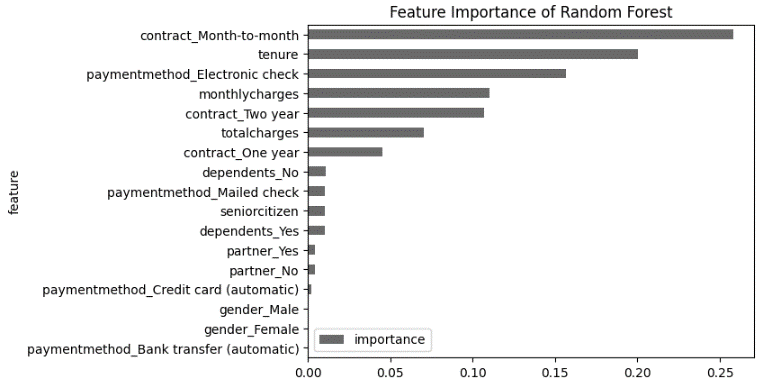 Feature Importance of Random Forest
contract_Month-to-month
tenure
paymentmethod_Electronic check
monthlycharges
contract_Two year
totalcharges
contract_One year
dependents_No
paymentmethod_Mailed check
seniorcitizen
dependents_Yes
partner_Yes
partner_No
paymentmethod_Credit card (automatic)
gender_Male
gender_Female
paymentmethod_Bank transfer (automatic)
feature
importance
0.00 0.05 0.10 0.15 0.20 0.25